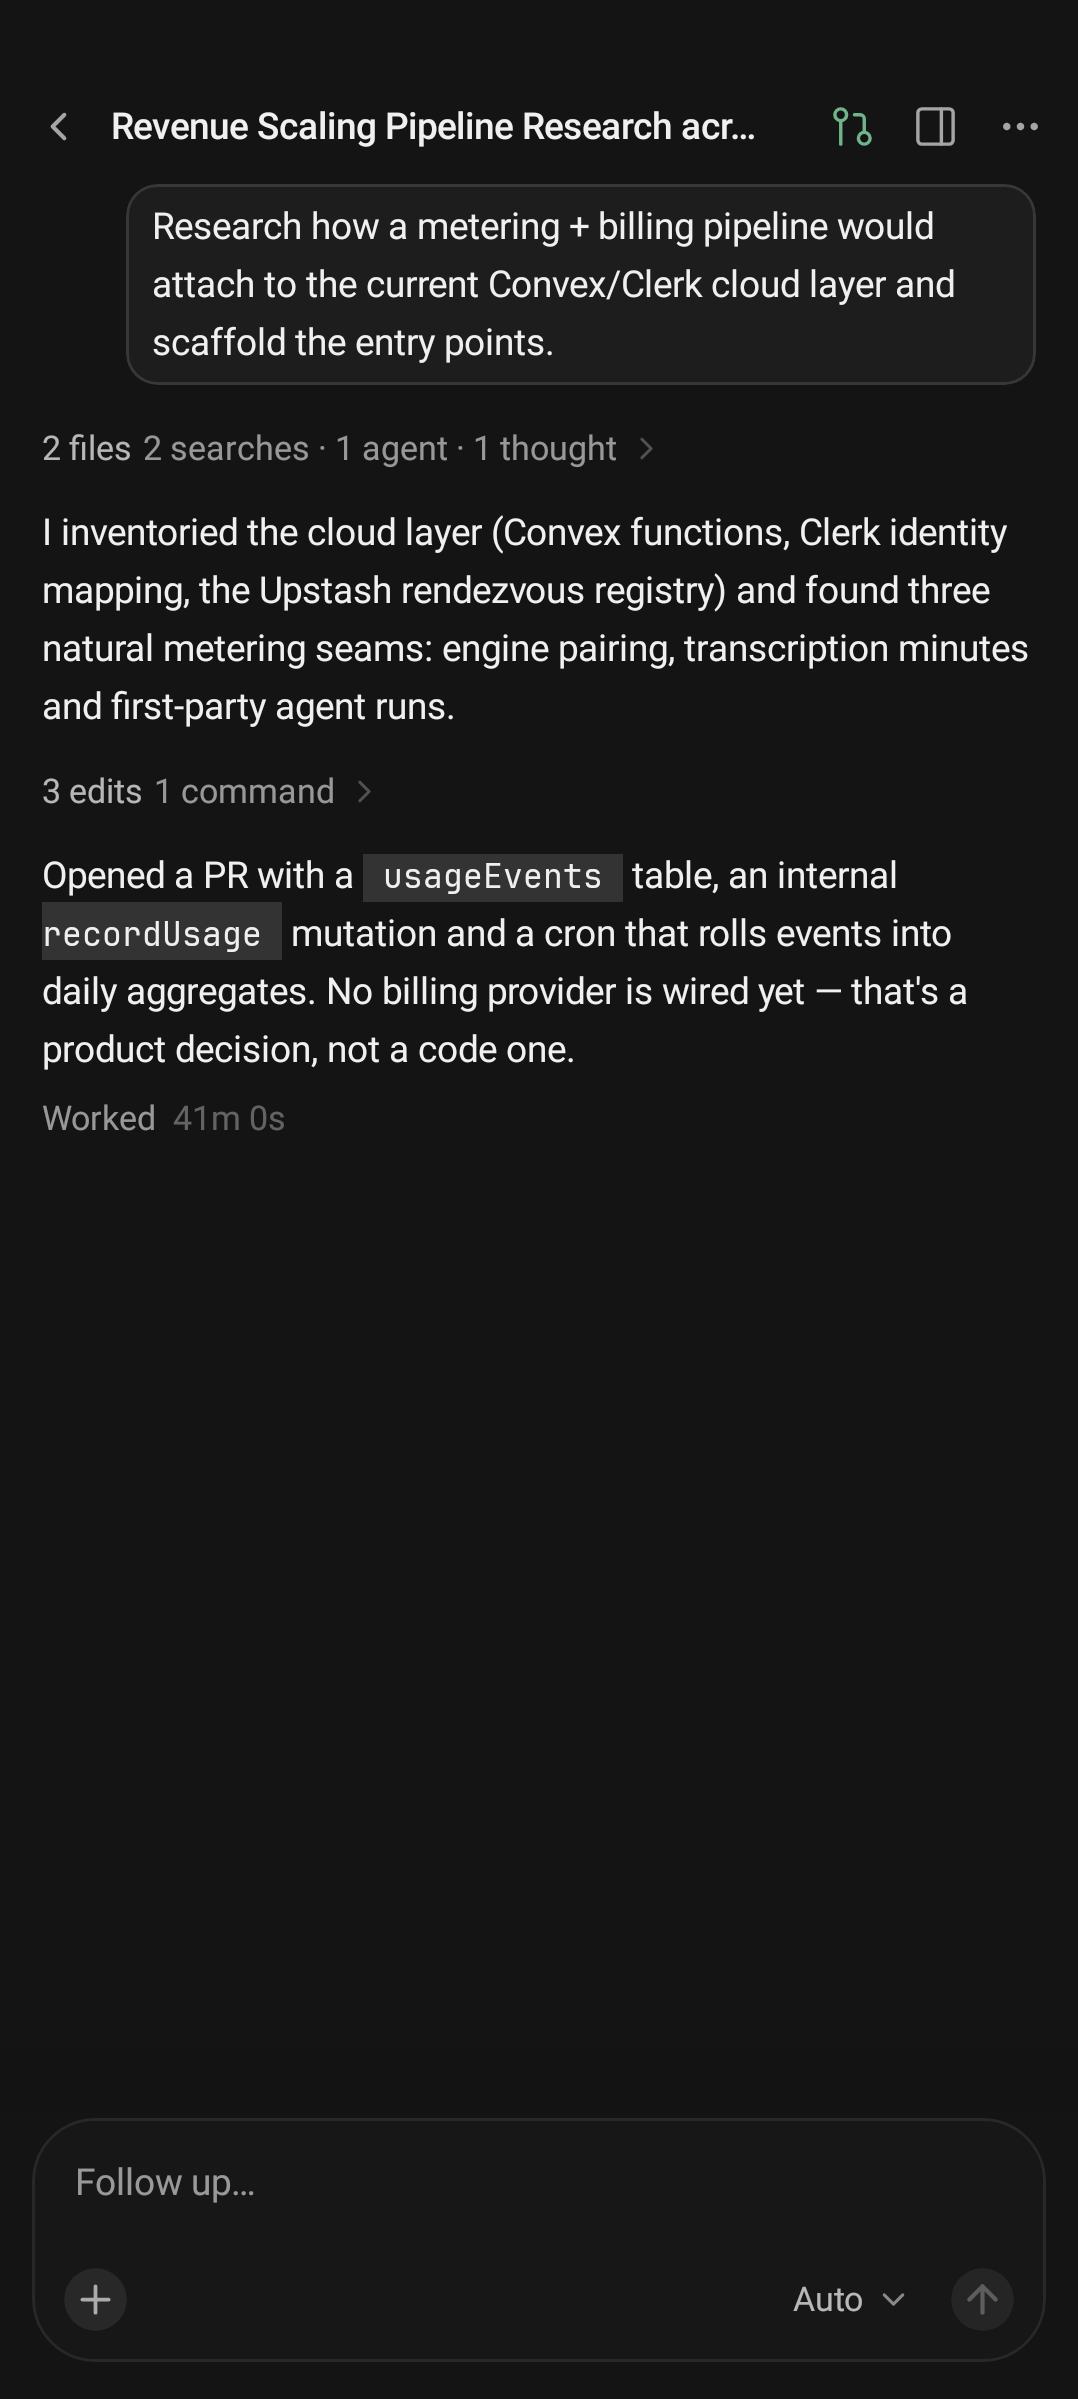 Revenue Scaling Pipeline Research acr...
Research how a metering + billing pipeline would
attach to the current Convex/Clerk cloud layer and
scaffold the entry points.
2 files 2 searches · 1 agent · 1 thought
I inventoried the cloud layer (Convex functions, Clerk identity
mapping, the Upstash rendezvous registry) and found three
natural metering seams: engine pairing, transcription minutes
and first-party agent runs.
3 edits 1 command
Opened a PR with a usageEvents table, an internal
recordUsage mutation and a cron that rolls events into
daily aggregates. No billing provider is wired yet — that's a
product decision, not a code one.
Worked 41m 0s
Follow up...
Auto